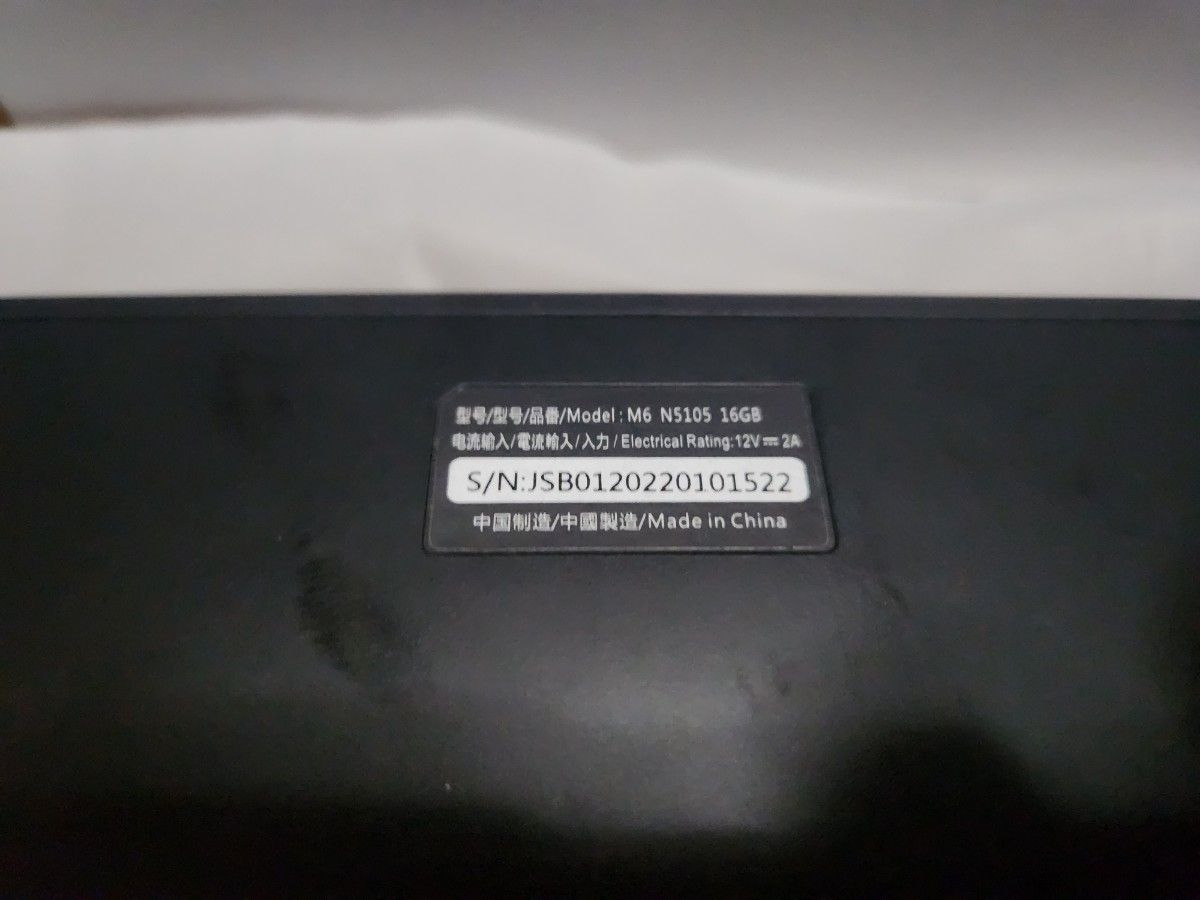 型号/型号/品番/Model: M6 N5105 16GB
电流输入/電流輸入/入力/Electrical Rating:12V⎓2A
S/N:JSB0120220101522
中国制造/中國製造/Made in China